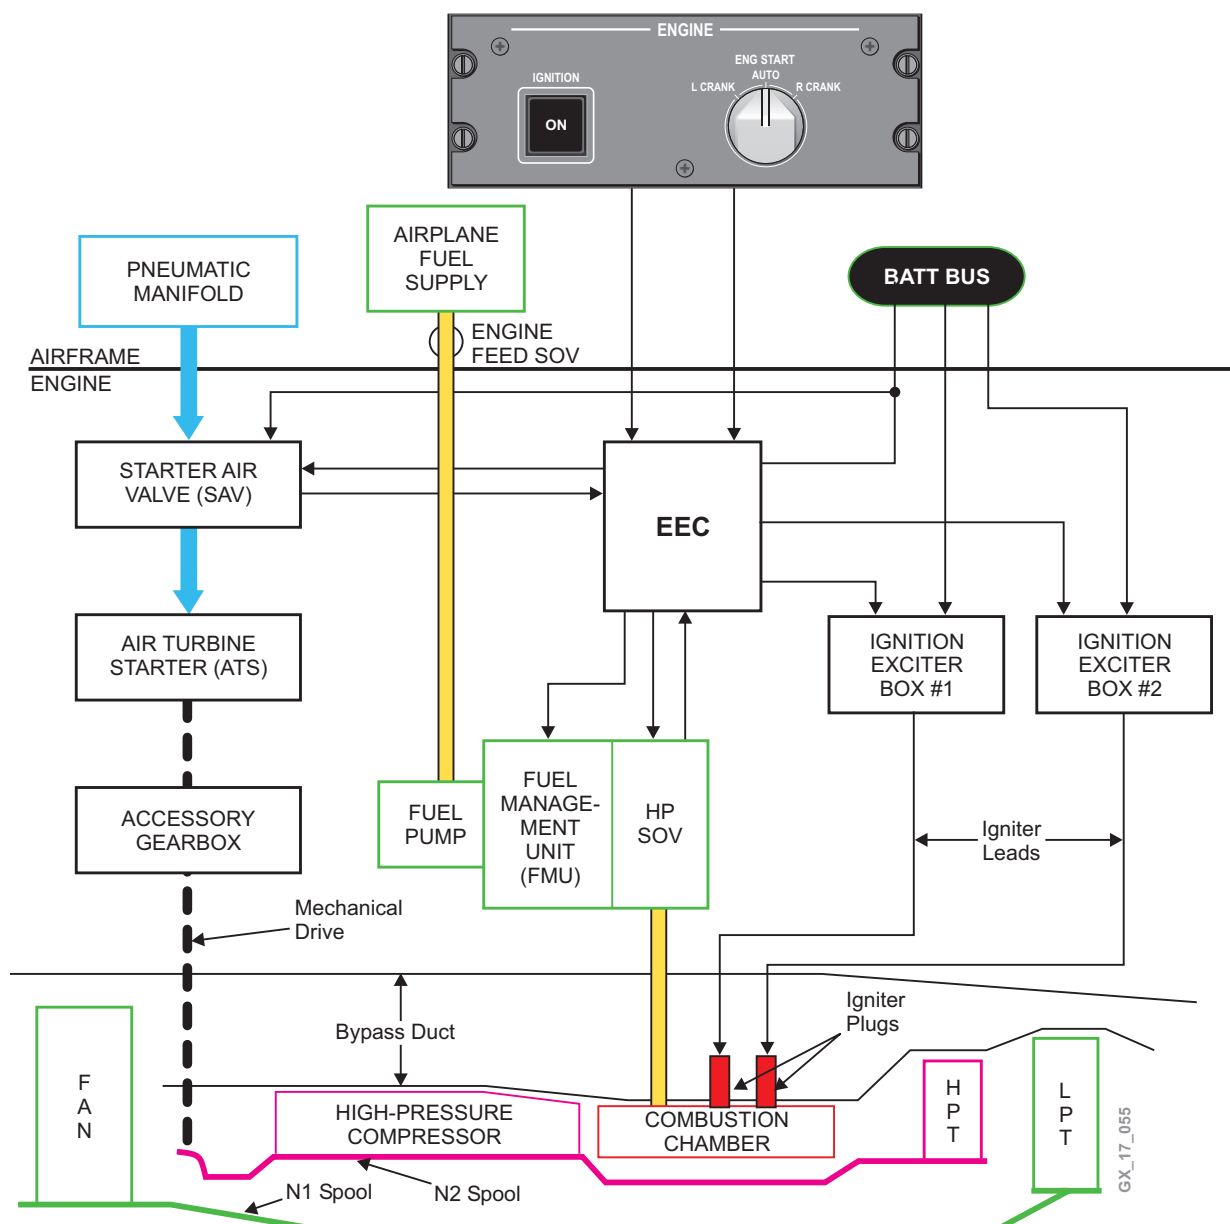 ENGINE
IGNITION
ON
ENG START
AUTO
L CRANK
R CRANK
AIRPLANE
FUEL
SUPPLY
PNEUMATIC
MANIFOLD
BATT BUS
ENGINE
FEED SOV
AIRFRAME
ENGINE
STARTER AIR
VALVE (SAV)
EEC
AIR TURBINE
STARTER (ATS)
IGNITION
EXCITER
BOX #1
IGNITION
EXCITER
BOX #2
ACCESSORY
GEARBOX
FUEL
PUMP
FUEL
MANAGE-
MENT
UNIT
(FMU)
HP
SOV
Igniter
Leads
Mechanical
Drive
Igniter
Plugs
Bypass Duct
FAN
HIGH-PRESSURE
COMPRESSOR
COMBUSTION
CHAMBER
HPT
LPT
N1 Spool
N2 Spool
GX_17_055